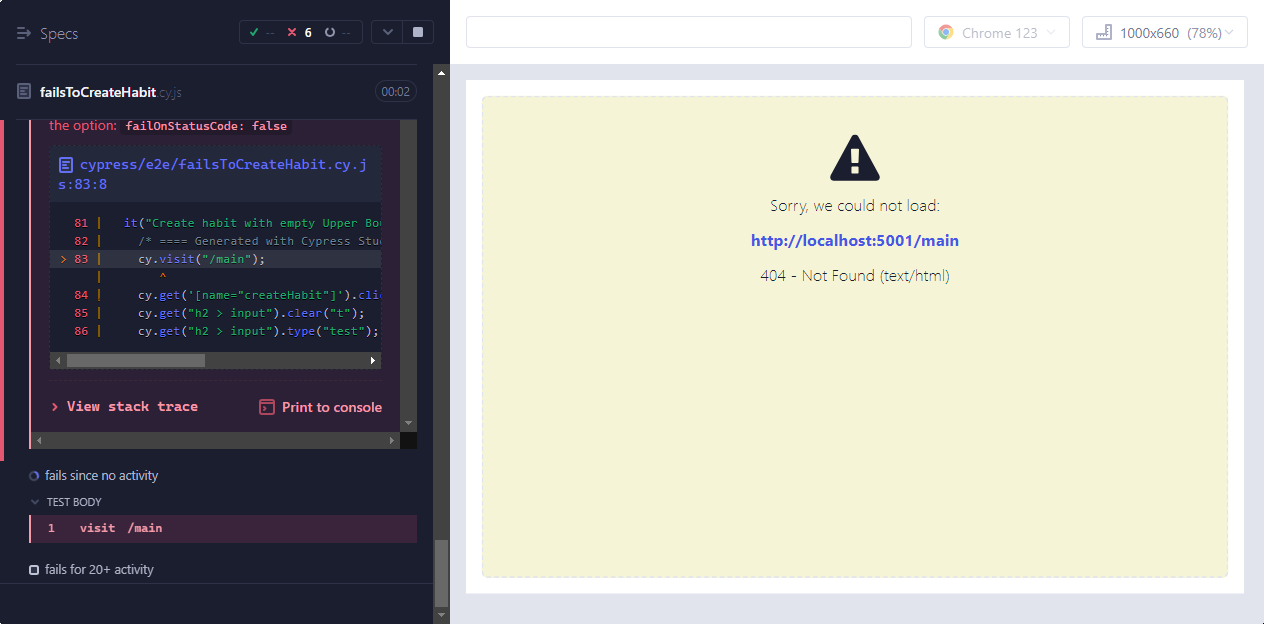 Specs
-- 6 --
failsToCreateHabit.cy.js 00:02
the option: failOnStatusCode: false
cypress/e2e/failsToCreateHabit.cy.j
s:83:8
81 | it("Create habit with empty Upper Bo
82 | /* ==== Generated with Cypress Stu
> 83 | cy.visit("/main");
| ^
84 | cy.get('[name="createHabit"]').cli
85 | cy.get("h2 > input").clear("t");
86 | cy.get("h2 > input").type("test");
> View stack trace
Print to console
fails since no activity
TEST BODY
1 visit /main
fails for 20+ activity
Chrome 123
1000x660 (78%)
Sorry, we could not load:
http://localhost:5001/main
404 - Not Found (text/html)